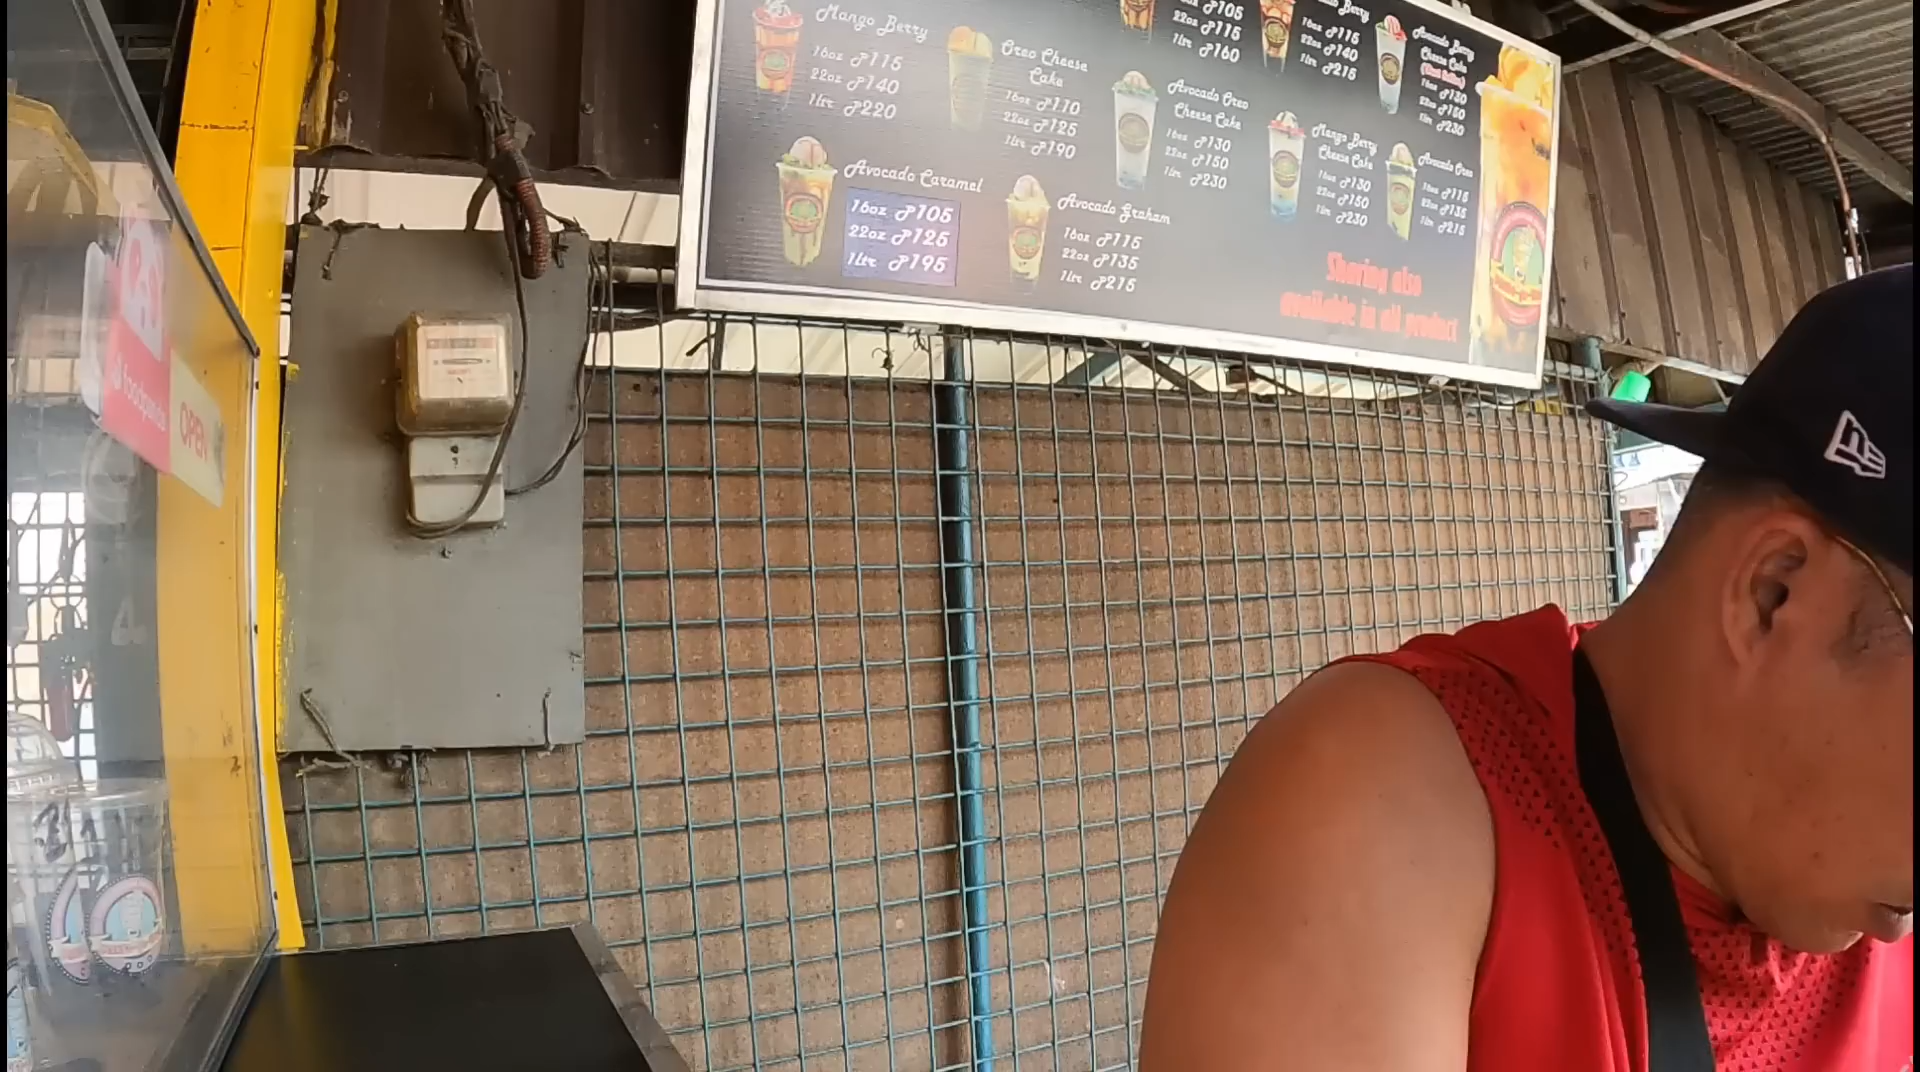 Mango Berry
16oz ₱115
22oz ₱140
1ltr ₱220
Oreo Cheese
Cake
16oz ₱110
22oz ₱125
1ltr ₱190
₱105
22oz ₱115
1ltr ₱160
Berry
16oz ₱115
22oz ₱140
1ltr ₱215
Avocado Berry
Cheese Cake
16oz ₱130
22oz ₱150
1ltr ₱230
Avocado Oreo
Cheese Cake
16oz ₱130
22oz ₱150
1ltr ₱230
Mango Berry
Cheese Cake
16oz ₱130
22oz ₱150
1ltr ₱230
Avocado Oreo
16oz ₱115
22oz ₱135
1ltr ₱215
Avocado Caramel
16oz ₱105
22oz ₱125
1ltr ₱195
Avocado Graham
16oz ₱115
22oz ₱135
1ltr ₱215
Sharing also
available in all product
foodpanda
OPEN